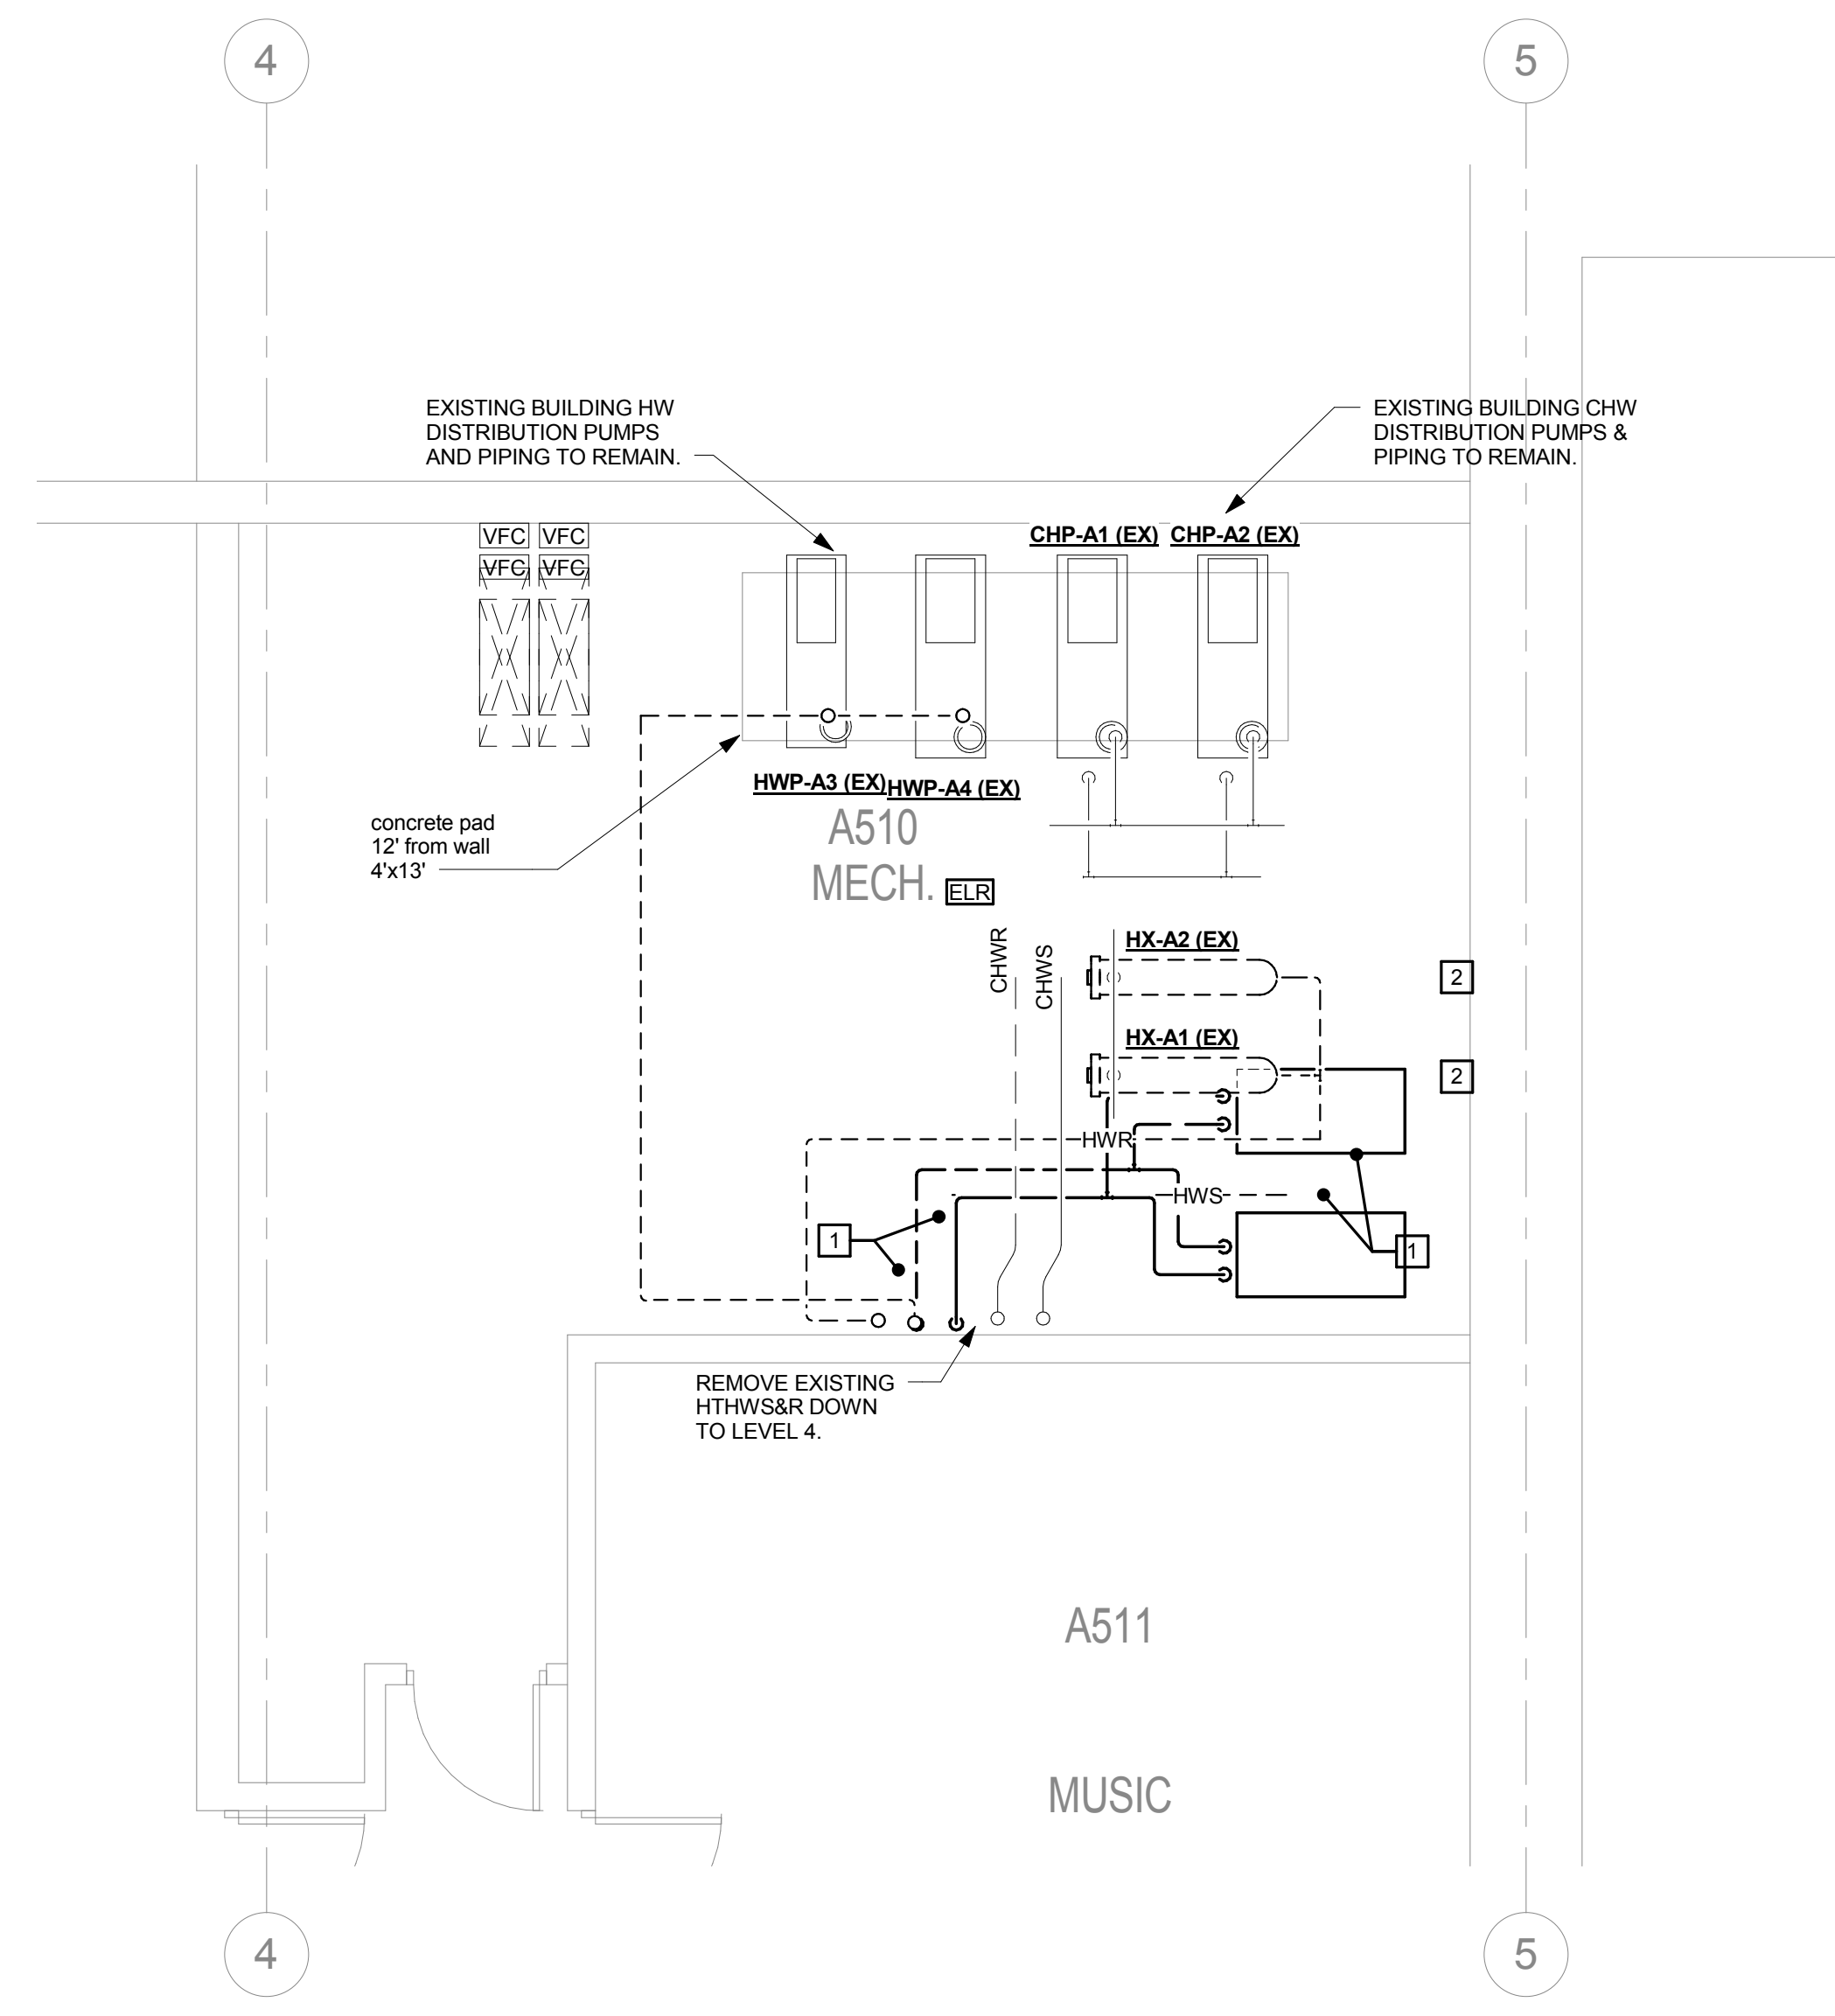 4
5
EXISTING BUILDING HW
DISTRIBUTION PUMPS
AND PIPING TO REMAIN.
EXISTING BUILDING CHW
DISTRIBUTION PUMPS &
PIPING TO REMAIN.
VFC VFC
VFC VFC
CHP-A1 (EX) CHP-A2 (EX)
HWP-A3 (EX) HWP-A4 (EX)
concrete pad
12' from wall
4'x13'
A510
MECH.
ELR
CHWR
CHWS
HX-A2 (EX)
2
HX-A1 (EX)
2
HWR
HWS
1
1
REMOVE EXISTING
HTHWS&R DOWN
TO LEVEL 4.
A511
MUSIC
4
5